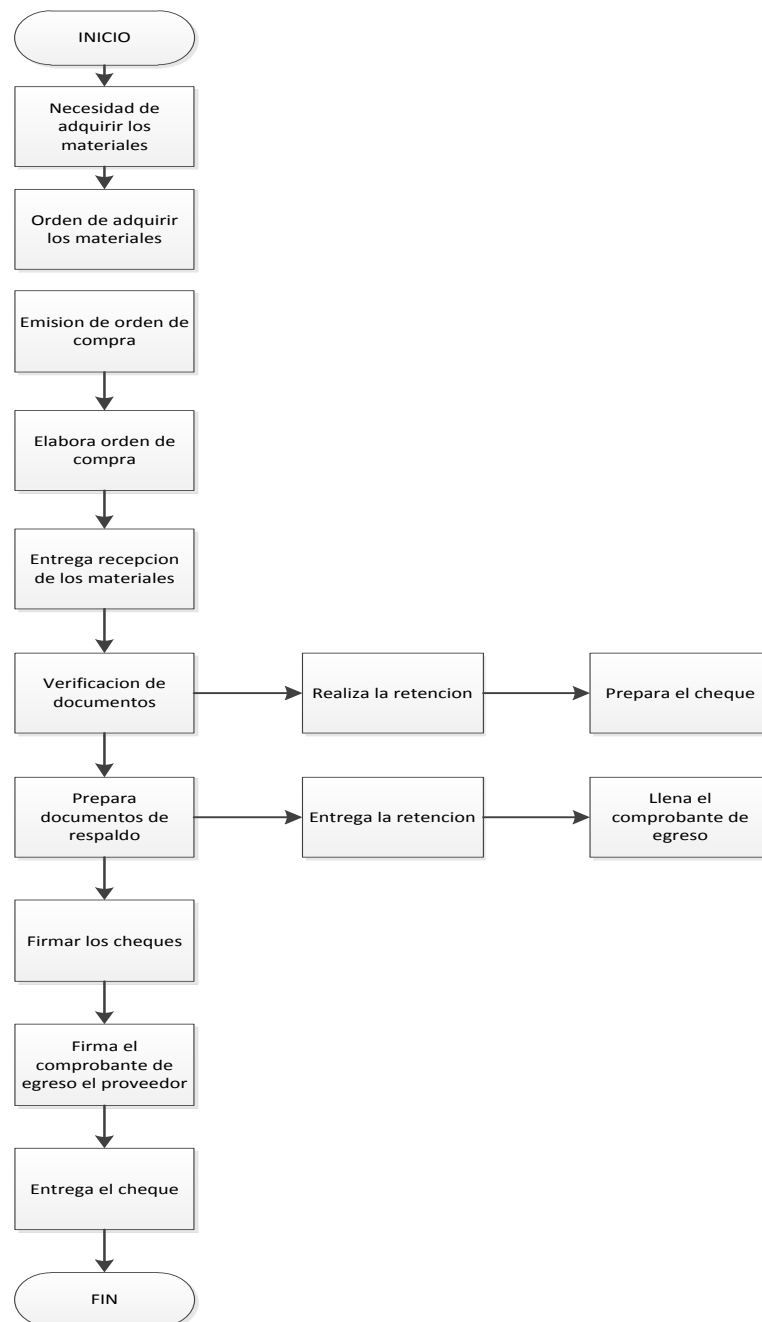 INICIO
Necesidad de
adquirir los
materiales
Orden de adquirir
los materiales
Emision de orden de
compra
Elabora orden de
compra
Entrega recepcion
de los materiales
Verificacion de
documentos
Realiza la retencion
Prepara el cheque
Prepara
documentos de
respaldo
Entrega la retencion
Llena el
comprobante de
egreso
Firmar los cheques
Firma el
comprobante de
egreso el proveedor
Entrega el cheque
FIN